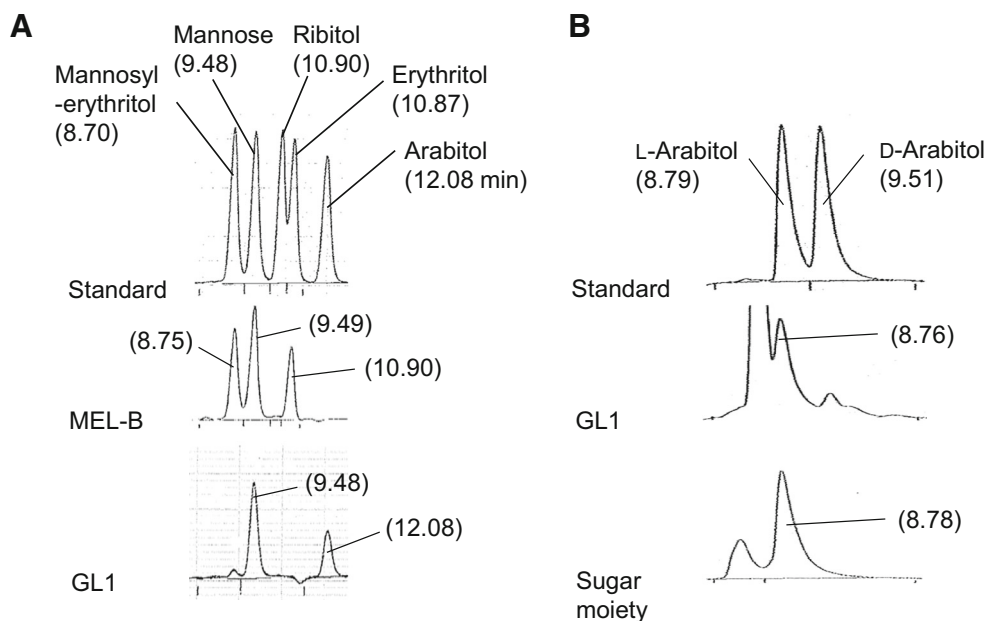 A
Mannosyl
-erythritol
(8.70)
Mannose
(9.48)
Ribitol
(10.90)
Erythritol
(10.87)
Arabitol
(12.08 min)
Standard
(8.75)
(9.49)
(10.90)
MEL-B
(9.48)
(12.08)
GL1
B
L-Arabitol
(8.79)
D-Arabitol
(9.51)
Standard
(8.76)
GL1
(8.78)
Sugar
moiety